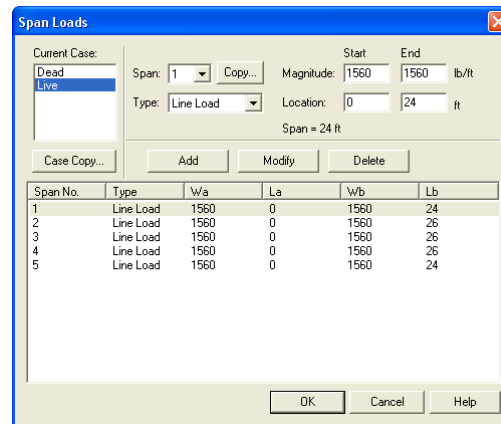 Span Loads
Current Case:
Dead
Live
Span: 1 Copy...
Type: Line Load
Start End
Magnitude: 1560 1560 lb/ft
Location: 0 24 ft
Span = 24 ft
Case Copy... Add Modify Delete
Span No. Type Wa La Wb Lb
1 Line Load 1560 0 1560 24
2 Line Load 1560 0 1560 26
3 Line Load 1560 0 1560 26
4 Line Load 1560 0 1560 26
5 Line Load 1560 0 1560 24
OK Cancel Help